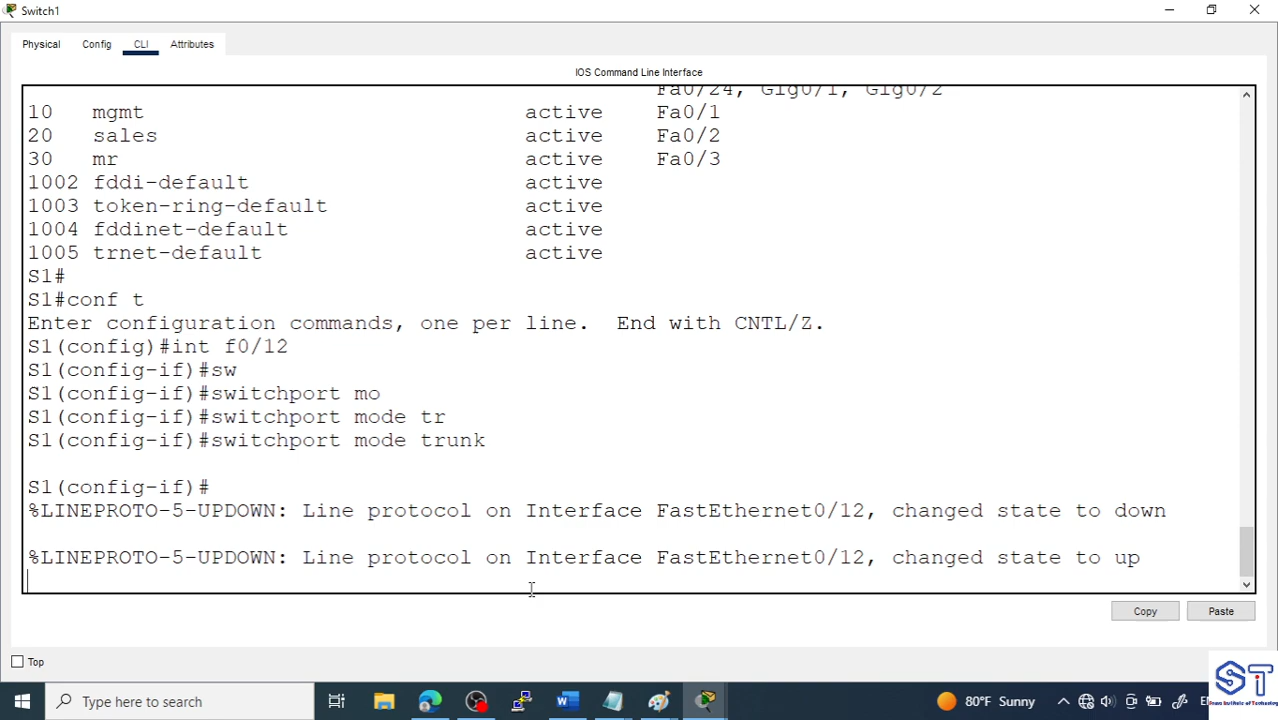 Switch1
Physical Config CLI Attributes
IOS Command Line Interface
Fa0/24, Gig0/1, Gig0/2
10 mgmt active Fa0/1
20 sales active Fa0/2
30 mr active Fa0/3
1002 fddi-default active
1003 token-ring-default active
1004 fddinet-default active
1005 trnet-default active
S1#
S1#conf t
Enter configuration commands, one per line. End with CNTL/Z.
S1(config)#int f0/12
S1(config-if)#sw
S1(config-if)#switchport mo
S1(config-if)#switchport mode tr
S1(config-if)#switchport mode trunk
S1(config-if)#
%LINEPROTO-5-UPDOWN: Line protocol on Interface FastEthernet0/12, changed state to down
%LINEPROTO-5-UPDOWN: Line protocol on Interface FastEthernet0/12, changed state to up
Copy Paste
Top
Type here to search
80°F Sunny